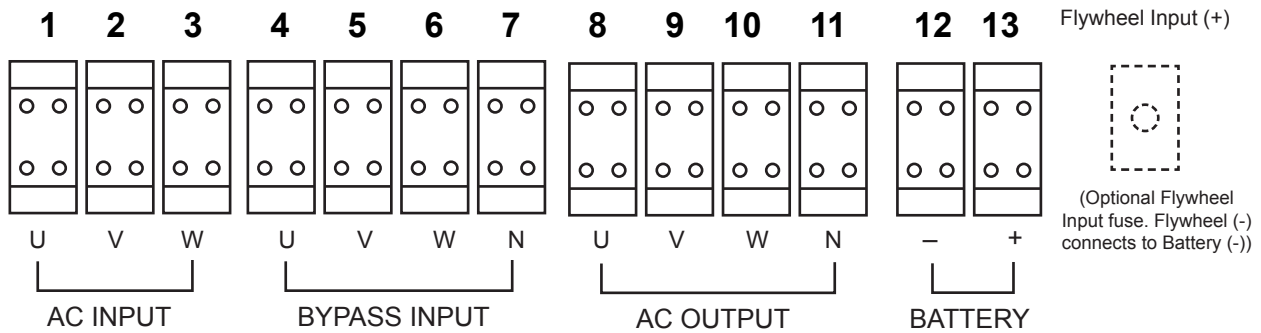 1 2 3 4 5 6 7 8 9 10 11 12 13 Flywheel Input (+)
(Optional Flywheel
Input fuse. Flywheel (-)
connects to Battery (-))
U V W U V W N U V W N – +
AC INPUT BYPASS INPUT AC OUTPUT BATTERY